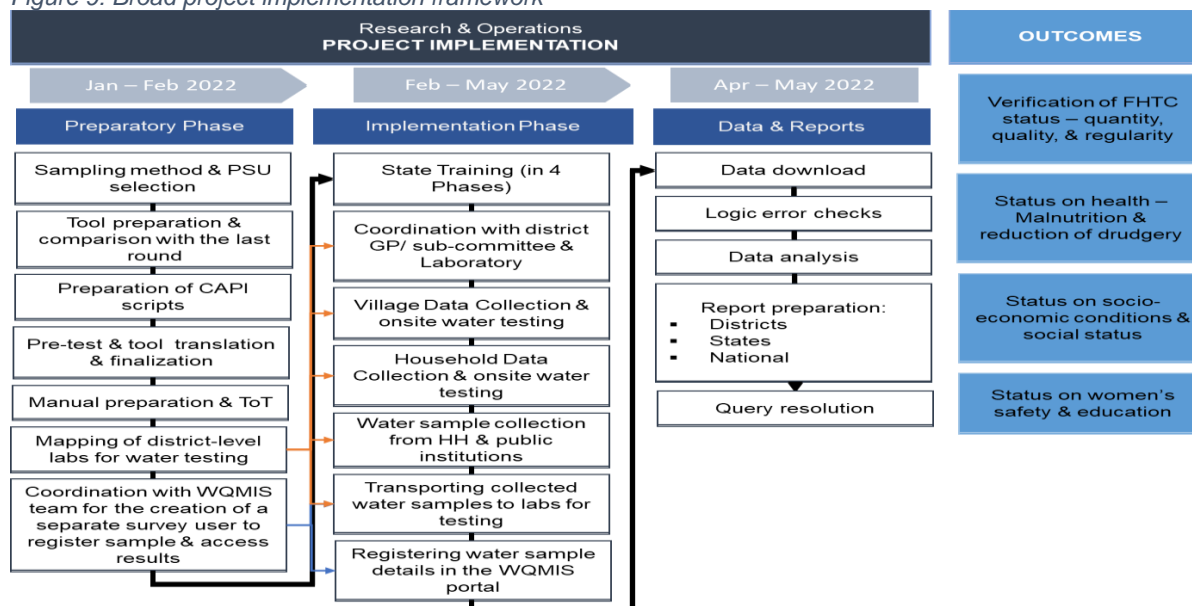 Figure 9: Broad project implementation framework
Research & Operations
PROJECT IMPLEMENTATION
OUTCOMES
Jan – Feb 2022
Feb – May 2022
Apr – May 2022
Preparatory Phase
Sampling method & PSU
selection
Tool preparation &
comparison with the last
round
Preparation of CAPI
scripts
Pre-test & tool translation
& finalization
Manual preparation & ToT
Mapping of district-level
labs for water testing
Coordination with WQMIS
team for the creation of a
separate survey user to
register sample & access
results
Implementation Phase
State Training (in 4
Phases)
Coordination with district
GP/ sub-committee &
Laboratory
Village Data Collection &
onsite water testing
Household Data
Collection & onsite water
testing
Water sample collection
from HH & public
institutions
Transporting collected
water samples to labs for
testing
Registering water sample
details in the WQMIS
portal
Data & Reports
Data download
Logic error checks
Data analysis
Report preparation:
▪ Districts
▪ States
▪ National
Query resolution
Verification of FHTC
status – quantity,
quality, & regularity
Status on health –
Malnutrition &
reduction of drudgery
Status on socio-
economic conditions &
social status
Status on women's
safety & education